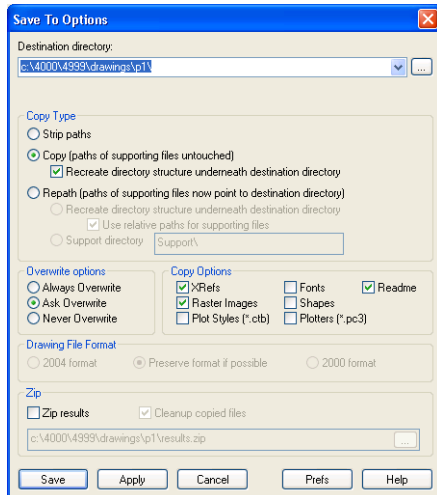 Save To Options
Destination directory:
c:\4000\4999\drawings\p1\
...
Copy Type
Strip paths
Copy (paths of supporting files untouched)
Recreate directory structure underneath destination directory
Repath (paths of supporting files now point to destination directory)
Recreate directory structure underneath destination directory
Use relative paths for supporting files
Support directory Support\
Overwrite options Copy Options
Always Overwrite XRefs Fonts Readme
Ask Overwrite Raster Images Shapes
Never Overwrite Plot Styles (*.ctb) Plotters (*.pc3)
Drawing File Format
2004 format Preserve format if possible 2000 format
Zip
Zip results Cleanup copied files
c:\4000\4999\drawings\p1\results.zip ...
Save Apply Cancel Prefs Help